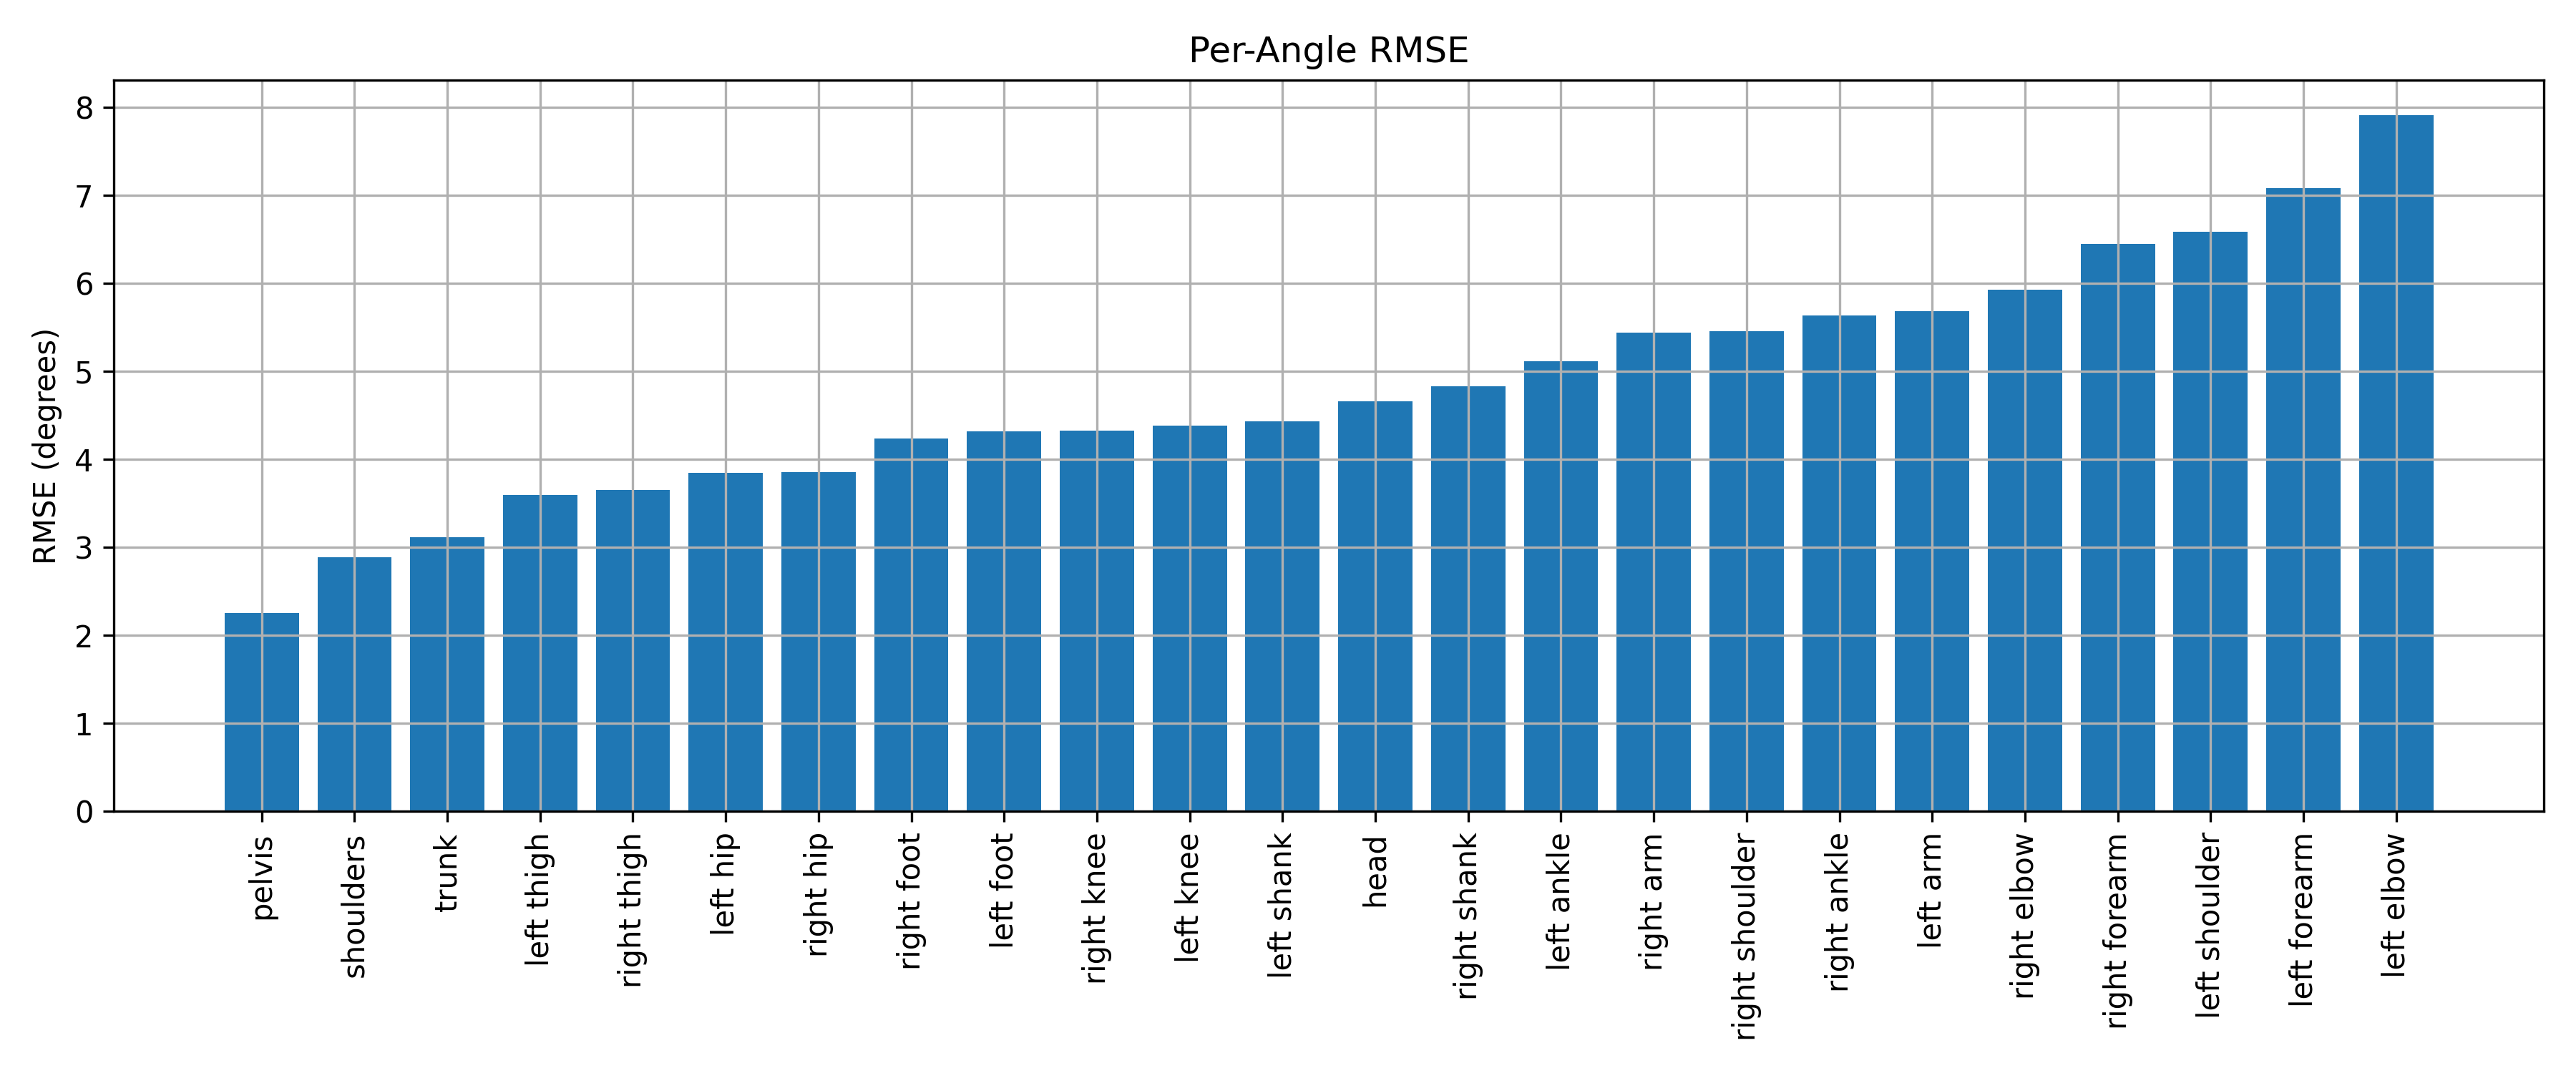 Per-Angle RMSE
RMSE (degrees)
8
7
6
5
4
3
2
1
0
pelvis
shoulders
trunk
left thigh
right thigh
left hip
right hip
right foot
left foot
right knee
left knee
left shank
head
right shank
left ankle
right arm
right shoulder
right ankle
left arm
right elbow
right forearm
left shoulder
left forearm
left elbow